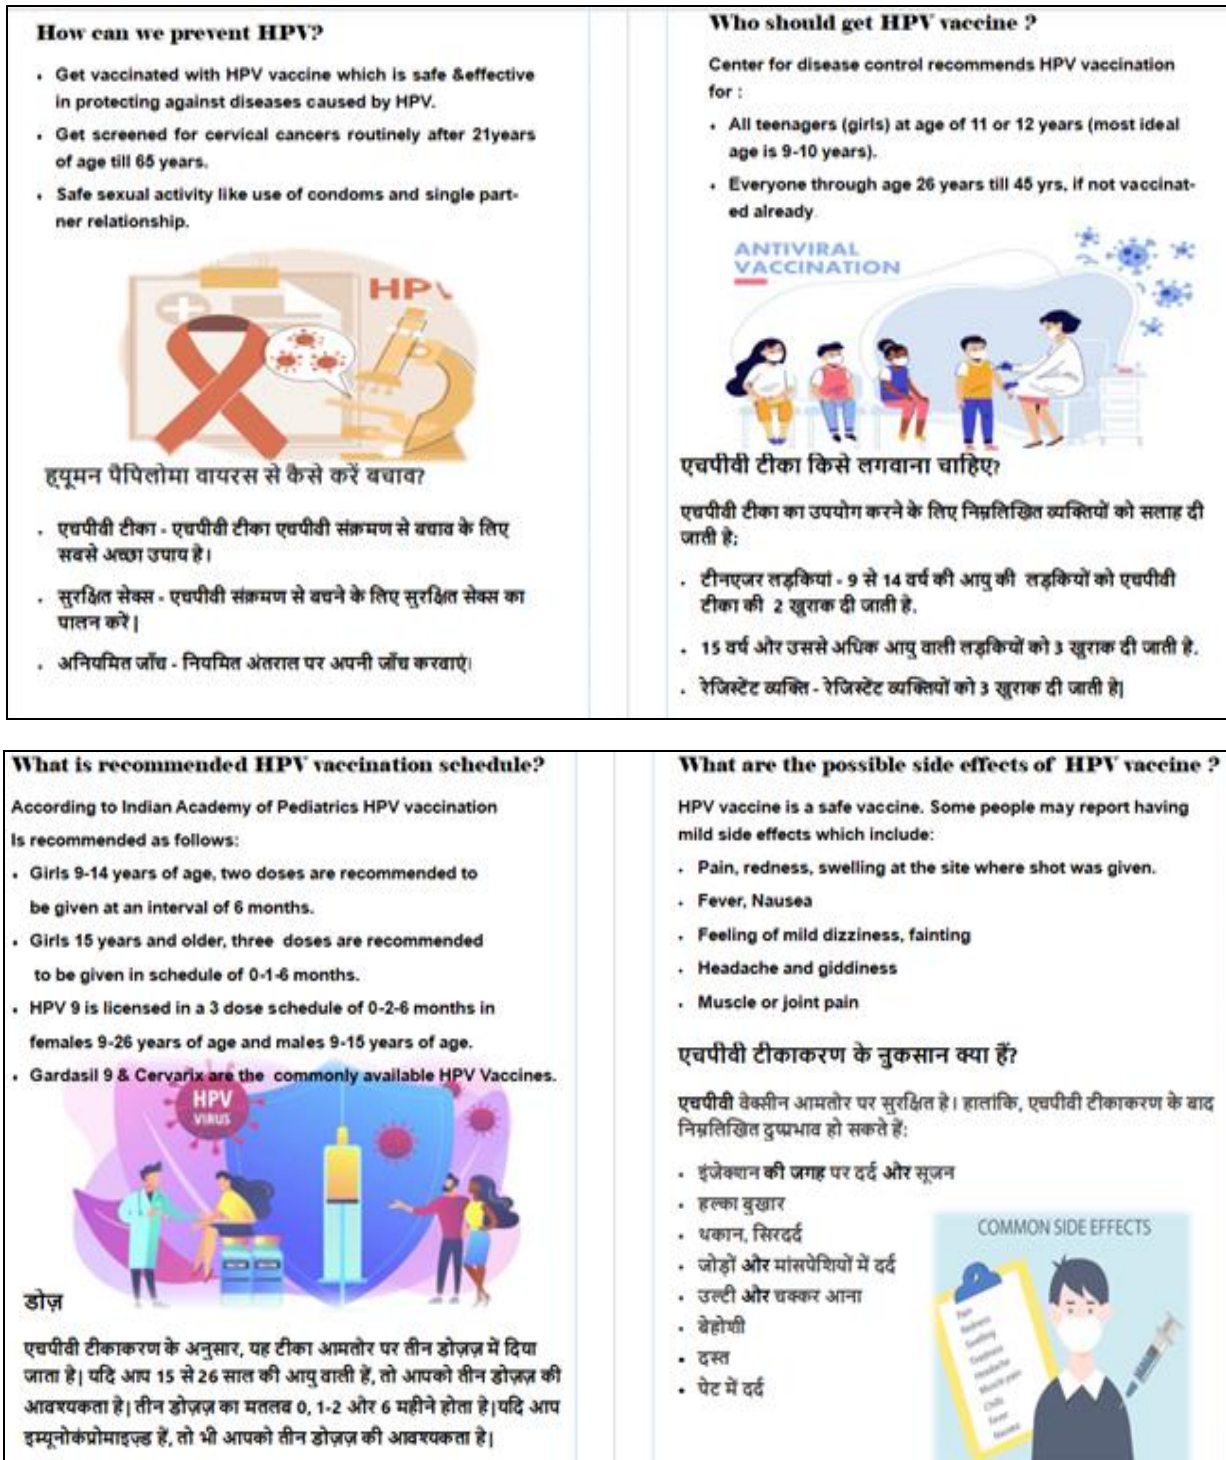 How can we prevent HPV?
• Get vaccinated with HPV vaccine which is safe &effective
in protecting against diseases caused by HPV.
• Get screened for cervical cancers routinely after 21years
of age till 65 years.
• Safe sexual activity like use of condoms and single part-
ner relationship.
HPV
ह्यूमन पैपिलोमा वायरस से कैसे करें बचाव?
• एचपीवी टीका - एचपीवी टीका एचपीवी संक्रमण से बचाव के लिए
सबसे अच्छा उपाय है।
• सुरक्षित सेक्स - एचपीवी संक्रमण से बचने के लिए सुरक्षित सेक्स का
पालन करें |
• अनियमित जाँच - नियमित अंतराल पर अपनी जाँच करवाएं।
Who should get HPV vaccine ?
Center for disease control recommends HPV vaccination
for :
• All teenagers (girls) at age of 11 or 12 years (most ideal
age is 9-10 years).
• Everyone through age 26 years till 45 yrs, if not vaccinat-
ed already.
ANTIVIRAL
VACCINATION
एचपीवी टीका किसे लगवाना चाहिए?
एचपीवी टीका का उपयोग करने के लिए निम्नलिखित व्यक्तियों को सलाह दी
जाती है:
• टीनएजर लड़कियां - 9 से 14 वर्ष की आयु की लड़कियों को एचपीवी
टीका की 2 खुराक दी जाती है.
• 15 वर्ष और उससे अधिक आयु वाली लड़कियों को 3 खुराक दी जाती है.
• रेजिस्टेंट व्यक्ति - रेजिस्टेंट व्यक्तियों को 3 खुराक दी जाती है|
What is recommended HPV vaccination schedule?
According to Indian Academy of Pediatrics HPV vaccination
Is recommended as follows:
• Girls 9-14 years of age, two doses are recommended to
be given at an interval of 6 months.
• Girls 15 years and older, three doses are recommended
to be given in schedule of 0-1-6 months.
• HPV 9 is licensed in a 3 dose schedule of 0-2-6 months in
females 9-26 years of age and males 9-15 years of age.
• Gardasil 9 & Cervarix are the commonly available HPV Vaccines.
HPV
VIRUS
डोज़
एचपीवी टीकाकरण के अनुसार, यह टीका आमतौर पर तीन डोज़ज़ में दिया
जाता है| यदि आप 15 से 26 साल की आयु वाली हैं, तो आपको तीन डोज़ज़ की
आवश्यकता है| तीन डोज़ज़ का मतलब 0, 1-2 और 6 महीने होता है|यदि आप
इम्यूनोकंप्रोमाइज्ड हैं, तो भी आपको तीन डोज़ज़ की आवश्यकता है|
What are the possible side effects of HPV vaccine ?
HPV vaccine is a safe vaccine. Some people may report having
mild side effects which include:
• Pain, redness, swelling at the site where shot was given.
• Fever, Nausea
• Feeling of mild dizziness, fainting
• Headache and giddiness
• Muscle or joint pain
एचपीवी टीकाकरण के नुकसान क्या हैं?
एचपीवी वेक्सीन आमतोर पर सुरक्षित है। हालांकि, एचपीवी टीकाकरण के बाद
निम्नलिखित दुष्प्रभाव हो सकते हैं:
• इंजेक्शन की जगह पर दर्द और सूजन
• हल्का बुखार
• थकान, सिरदर्द
• जोड़ों और मांसपेशियों में दर्द
• उल्टी और चक्कर आना
• बेहोशी
• दस्त
• पेट में दर्द
COMMON SIDE EFFECTS
Pain
Redness
Swelling
Headache
Muscle pain
Chills
Fever
Nausea